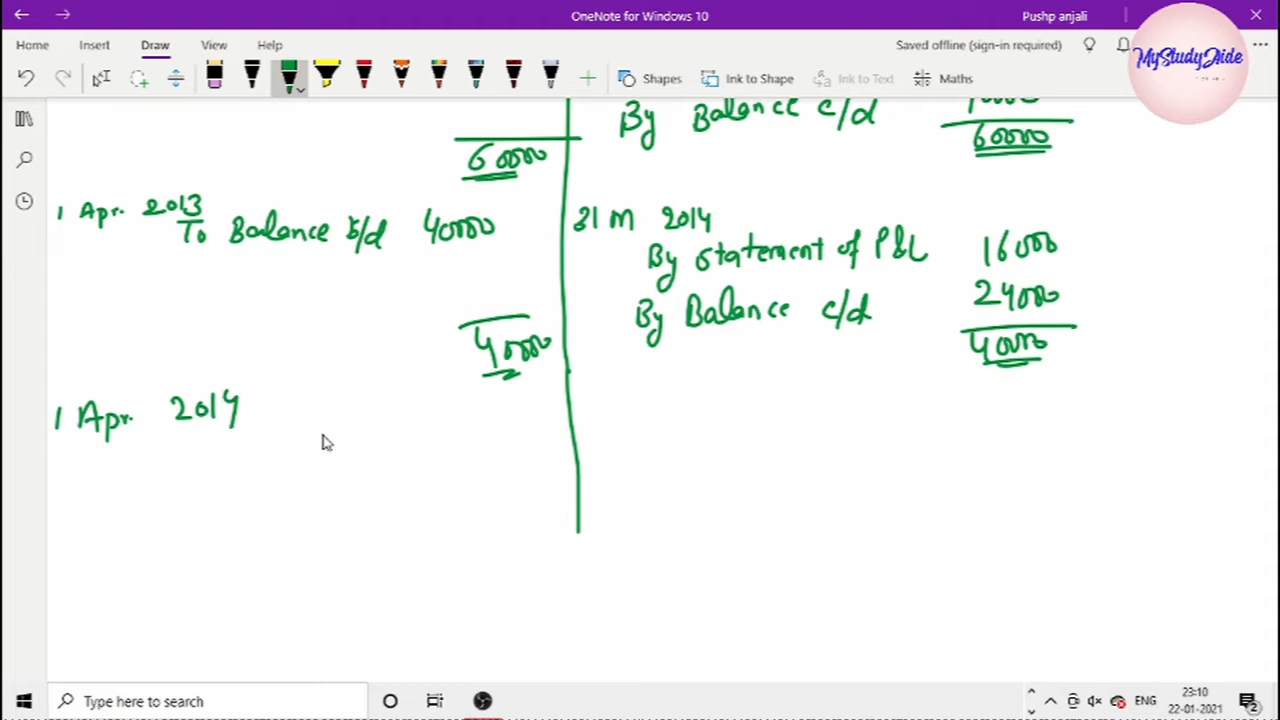 OneNote for Windows 10
Pushp anjali
Home Insert Draw View Help
Saved offline (sign-in required)
MyStudyAide
Shapes Ink to Shape Ink to Text Maths
By Balance c/d
60000
60000
1 Apr. 2013
To Balance b/d 40000
31 M 2014
By statement of P&L 16000
By Balance c/d 24000
40000
40000
1 Apr. 2014
Type here to search
ENG
23:10
22-01-2021
2